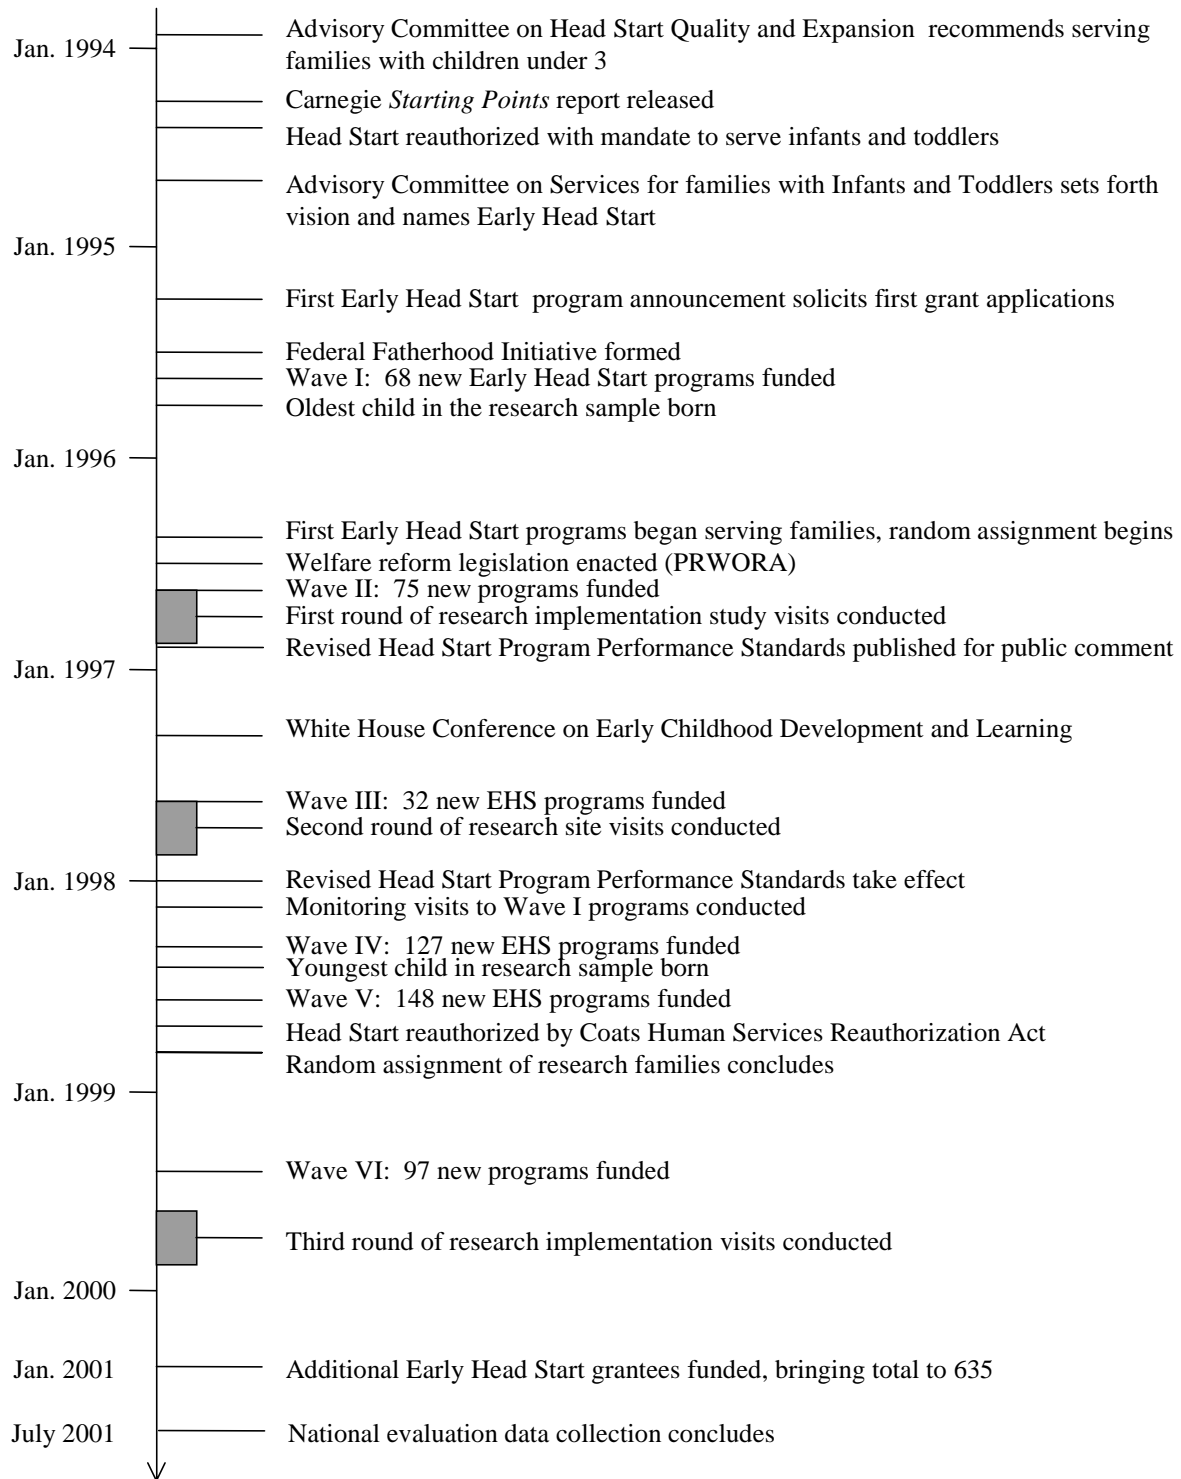 Jan. 1994
Advisory Committee on Head Start Quality and Expansion  recommends serving
families with children under 3
Carnegie Starting Points report released
Head Start reauthorized with mandate to serve infants and toddlers
Advisory Committee on Services for families with Infants and Toddlers sets forth
vision and names Early Head Start
Jan. 1995
First Early Head Start  program announcement solicits first grant applications
Federal Fatherhood Initiative formed
Wave I:  68 new Early Head Start programs funded
Oldest child in the research sample born
Jan. 1996
First Early Head Start programs began serving families, random assignment begins
Welfare reform legislation enacted (PRWORA)
Wave II:  75 new programs funded
First round of research implementation study visits conducted
Revised Head Start Program Performance Standards published for public comment
Jan. 1997
White House Conference on Early Childhood Development and Learning
Wave III:  32 new EHS programs funded
Second round of research site visits conducted
Jan. 1998
Revised Head Start Program Performance Standards take effect
Monitoring visits to Wave I programs conducted
Wave IV:  127 new EHS programs funded
Youngest child in research sample born
Wave V:  148 new EHS programs funded
Head Start reauthorized by Coats Human Services Reauthorization Act
Random assignment of research families concludes
Jan. 1999
Wave VI:  97 new programs funded
Third round of research implementation visits conducted
Jan. 2000
Jan. 2001
Additional Early Head Start grantees funded, bringing total to 635
July 2001
National evaluation data collection concludes